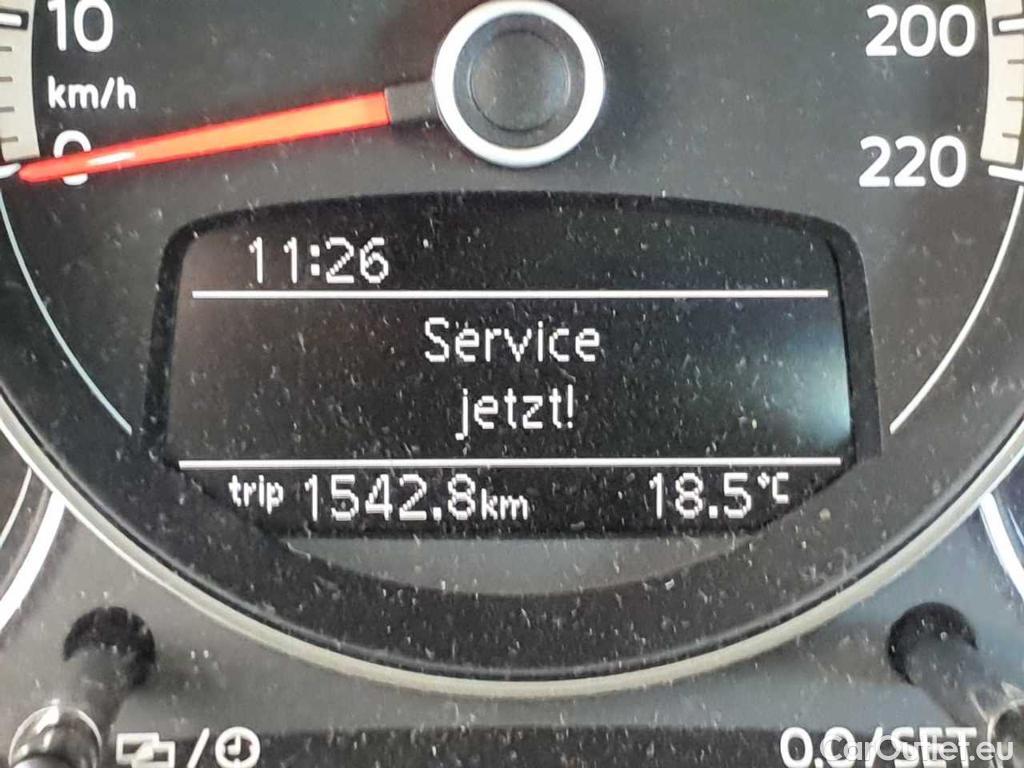 10
200
km/h
0
220
11:26
Service
jetzt!
trip 1542.8km 18.5°C
/
0.0/SET
CarOutlet.eu